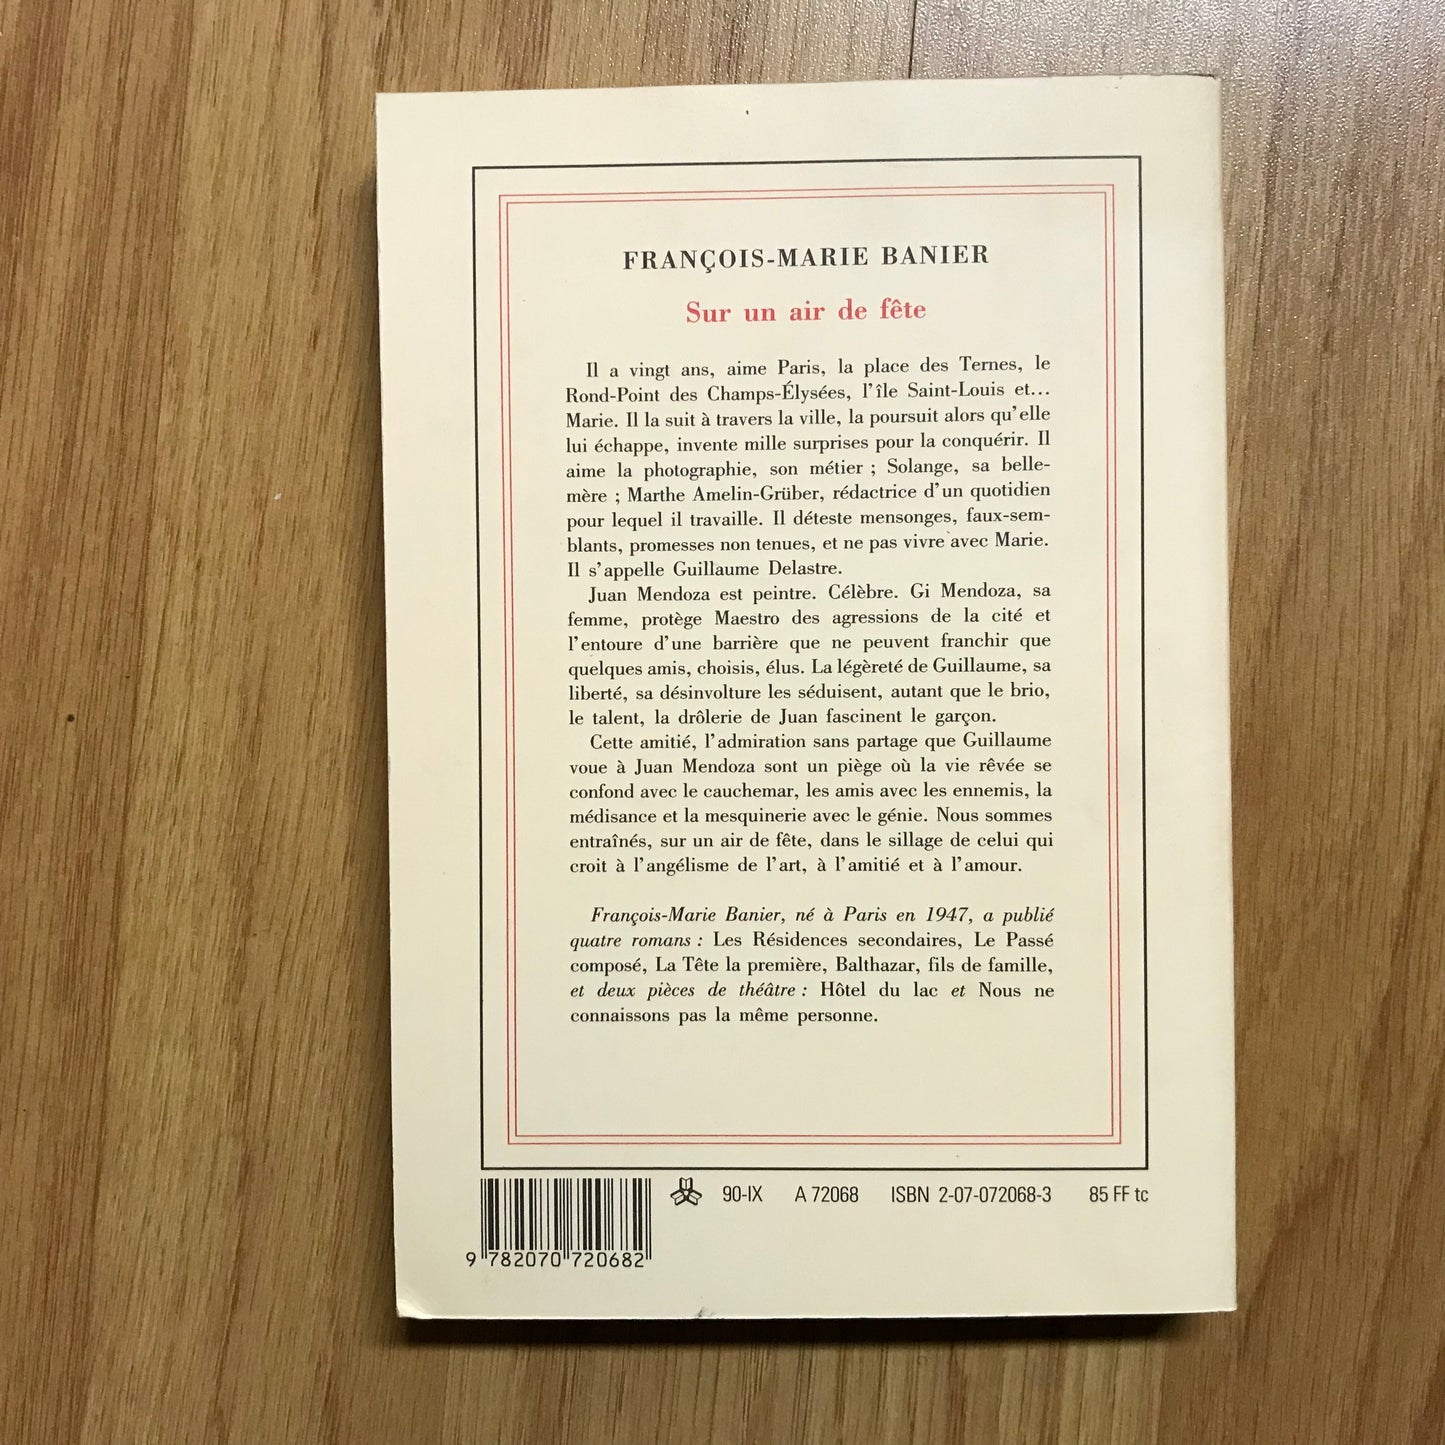 FRANÇOIS-MARIE BANIER
Sur un air de fête
Il a vingt ans, aime Paris, la place des Ternes, le
Rond-Point des Champs-Élysées, l'île Saint-Louis et...
Marie. Il la suit à travers la ville, la poursuit alors qu'elle
lui échappe, invente mille surprises pour la conquérir. Il
aime la photographie, son métier ; Solange, sa belle-
mère ; Marthe Amelin-Grüber, rédactrice d'un quotidien
pour lequel il travaille. Il déteste mensonges, faux-sem-
blants, promesses non tenues, et ne pas vivre avec Marie.
Il s'appelle Guillaume Delastre.
Juan Mendoza est peintre. Célèbre. Gi Mendoza, sa
femme, protège Maestro des agressions de la cité et
l'entoure d'une barrière que ne peuvent franchir que
quelques amis, choisis, élus. La légèreté de Guillaume, sa
liberté, sa désinvolture les séduisent, autant que le brio,
le talent, la drôlerie de Juan fascinent le garçon.
Cette amitié, l'admiration sans partage que Guillaume
voue à Juan Mendoza sont un piège où la vie rêvée se
confond avec le cauchemar, les amis avec les ennemis, la
médisance et la mesquinerie avec le génie. Nous sommes
entraînés, sur un air de fête, dans le sillage de celui qui
croit à l'angélisme de l'art, à l'amitié et à l'amour.
François-Marie Banier, né à Paris en 1947, a publié
quatre romans : Les Résidences secondaires, Le Passé
composé, La Tête la première, Balthazar, fils de famille,
et deux pièces de théâtre : Hôtel du lac et Nous ne
connaissons pas la même personne.
90-IX A 72068 ISBN 2-07-072068-3 85 FF tc
9 782070 720682